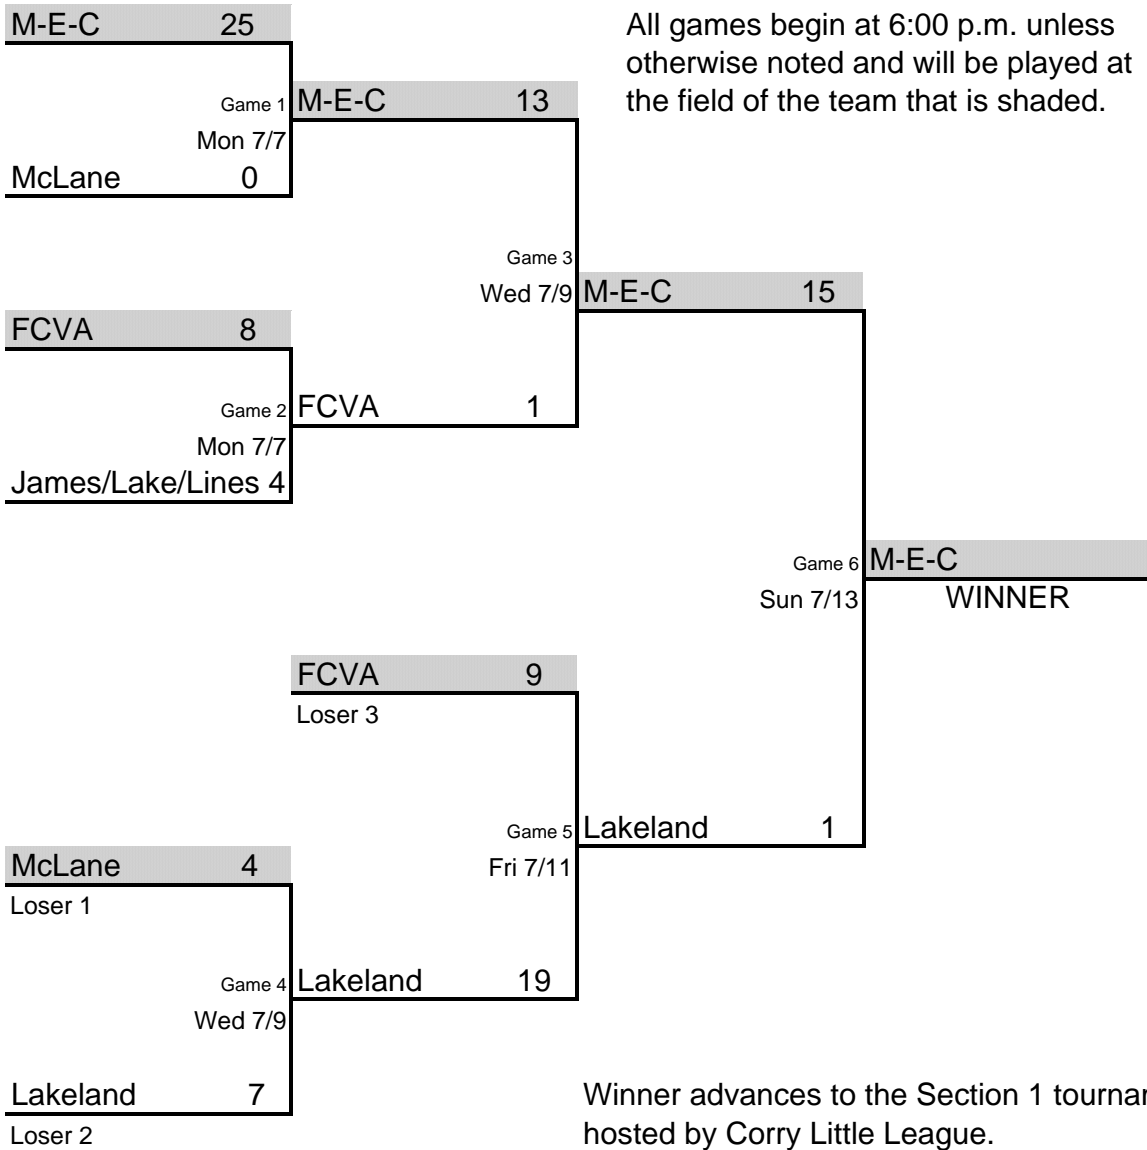 M-E-C 25
All games begin at 6:00 p.m. unless
otherwise noted and will be played at
the field of the team that is shaded.
Game 1
M-E-C 13
Mon 7/7
McLane 0
Game 3
Wed 7/9
M-E-C 15
FCVA 8
Game 2
FCVA 1
Mon 7/7
James/Lake/Lines 4
Game 6
M-E-C
Sun 7/13
WINNER
FCVA 9
Loser 3
Game 5
Lakeland 1
Fri 7/11
McLane 4
Loser 1
Game 4
Lakeland 19
Wed 7/9
Lakeland 7
Loser 2
Winner advances to the Section 1
hosted by Corry Little League.